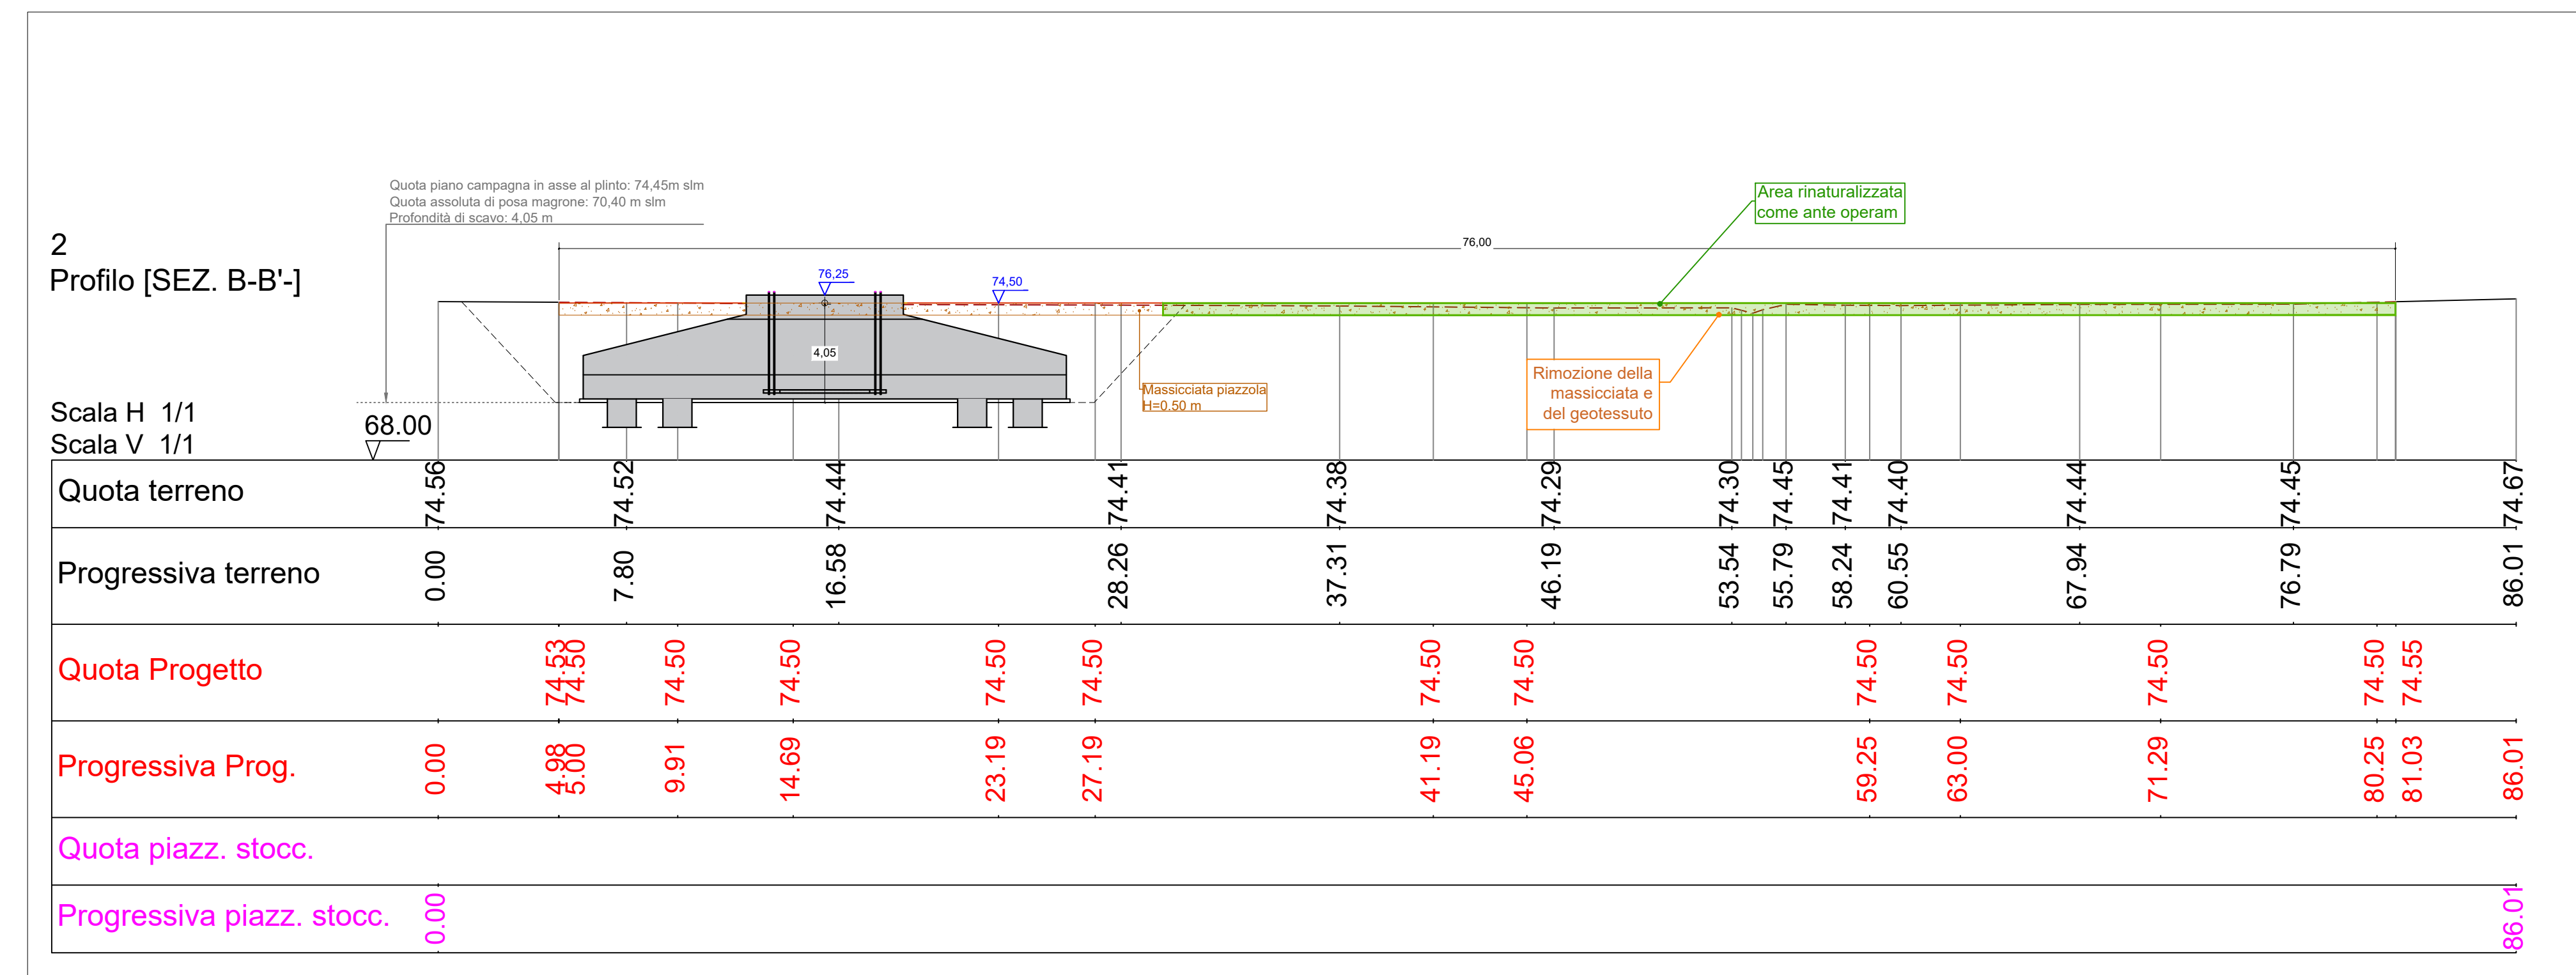 Quota piano campagna in asse al plinto: 74,45m slm
Quota assoluta di posa magrone: 70,40 m slm
Profondità di scavo: 4,05 m
Area rinaturalizzata
come ante operam
2
Profilo [SEZ. B-B'-]
76,00
76,25
74,50
4,05
Massicciata piazzola
H=0.50 m
Rimozione della
massicciata e
del geotessuto
Scala H 1/1
Scala V 1/1
68.00
Quota terreno 74.56 74.52 74.44 74.41 74.38 74.29 74.30 74.45 74.41 74.40 74.44 74.45 74.67
Progressiva terreno 0.00 7.80 16.58 28.26 37.31 46.19 53.54 55.79 58.24 60.55 67.94 76.79 86.01
Quota Progetto 74.53 74.50 74.50 74.50 74.50 74.50 74.50 74.50 74.50 74.50 74.50 74.50 74.55
Progressiva Prog. 0.00 4.98 5.00 9.91 14.69 23.19 27.19 41.19 45.06 59.25 63.00 71.29 80.25 81.03 86.01
Quota piazz. stocc.
Progressiva piazz. stocc. 0.00 86.01